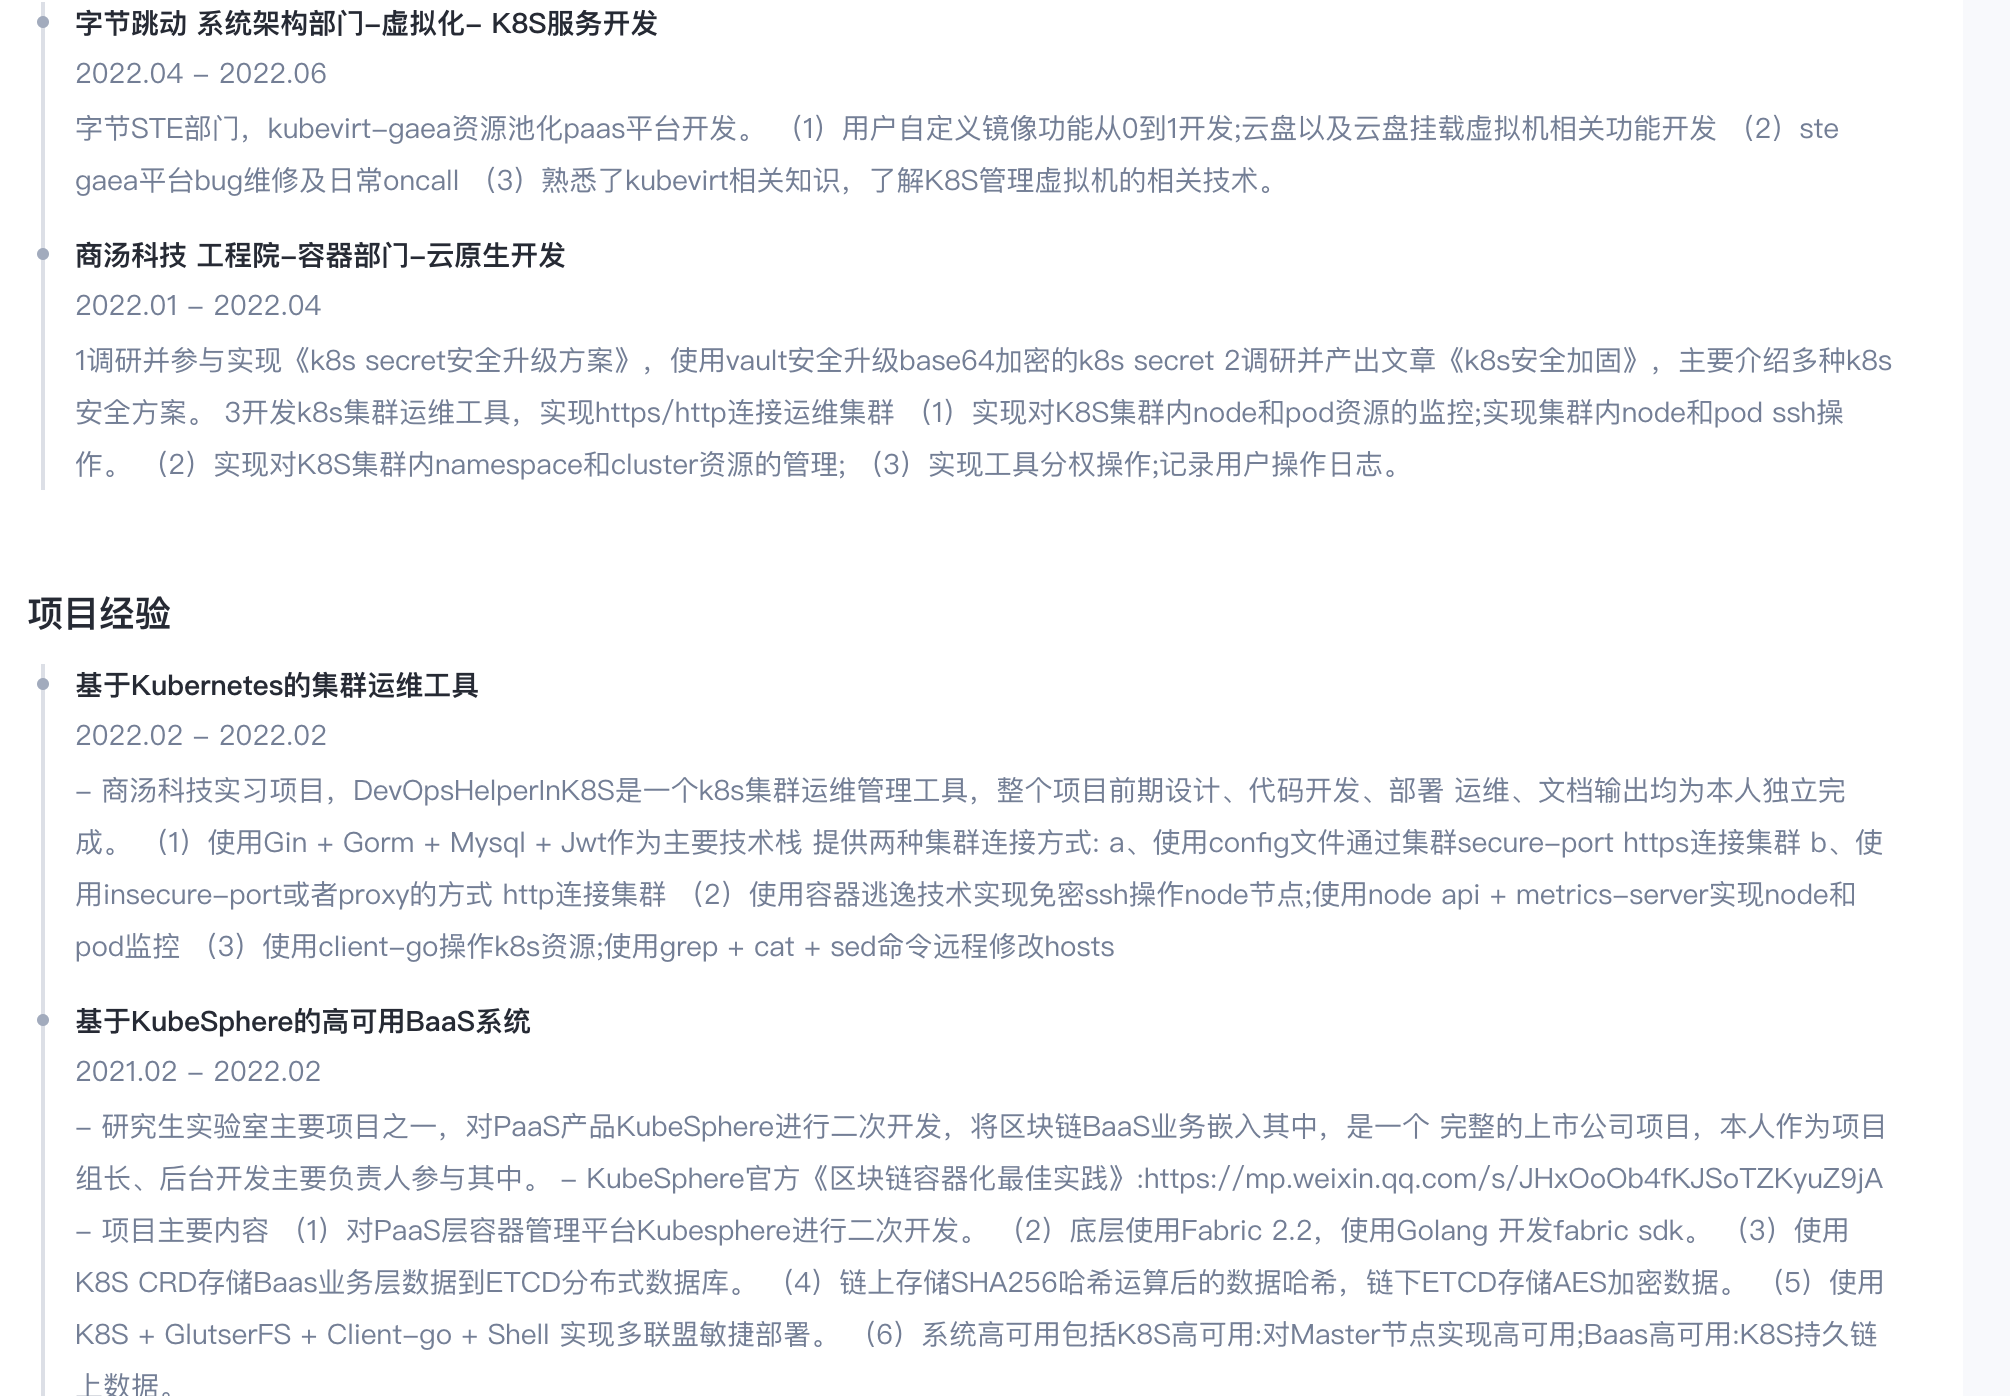 字节跳动 系统架构部门–虚拟化– K8S服务开发
2022.04 – 2022.06
字节STE部门，kubevirt–gaea资源池化paas平台开发。 （1）用户自定义镜像功能从0到1开发;云盘以及云盘挂载虚拟机相关功能开发 （2）ste
gaea平台bug维修及日常oncall （3）熟悉了kubevirt相关知识，了解K8S管理虚拟机的相关技术。
商汤科技 工程院–容器部门–云原生开发
2022.01 – 2022.04
1调研并参与实现《k8s secret安全升级方案》，使用vault安全升级base64加密的k8s secret 2调研并产出文章《k8s安全加固》，主要介绍多种k8s
安全方案。 3开发k8s集群运维工具，实现https/http连接运维集群 （1）实现对K8S集群内node和pod资源的监控;实现集群内node和pod ssh操
作。 （2）实现对K8S集群内namespace和cluster资源的管理; （3）实现工具分权操作;记录用户操作日志。
项目经验
基于Kubernetes的集群运维工具
2022.02 – 2022.02
– 商汤科技实习项目，DevOpsHelperInK8S是一个k8s集群运维管理工具，整个项目前期设计、代码开发、部署 运维、文档输出均为本人独立完
成。 （1）使用Gin + Gorm + Mysql + Jwt作为主要技术栈 提供两种集群连接方式: a、使用config文件通过集群secure–port https连接集群 b、使
用insecure–port或者proxy的方式 http连接集群 （2）使用容器逃逸技术实现免密ssh操作node节点;使用node api + metrics–server实现node和
pod监控 （3）使用client–go操作k8s资源;使用grep + cat + sed命令远程修改hosts
基于KubeSphere的高可用BaaS系统
2021.02 – 2022.02
– 研究生实验室主要项目之一，对PaaS产品KubeSphere进行二次开发，将区块链BaaS业务嵌入其中，是一个 完整的上市公司项目，本人作为项目
组长、后台开发主要负责人参与其中。 – KubeSphere官方《区块链容器化最佳实践》:https://mp.weixin.qq.com/s/JHxOoOb4fKJSoTZKyuZ9jA
– 项目主要内容 （1）对PaaS层容器管理平台Kubesphere进行二次开发。 （2）底层使用Fabric 2.2，使用Golang 开发fabric sdk。 （3）使用
K8S CRD存储Baas业务层数据到ETCD分布式数据库。 （4）链上存储SHA256哈希运算后的数据哈希，链下ETCD存储AES加密数据。 （5）使用
K8S + GlutserFS + Client–go + Shell 实现多联盟敏捷部署。 （6）系统高可用包括K8S高可用:对Master节点实现高可用;Baas高可用:K8S持久链
上数据。